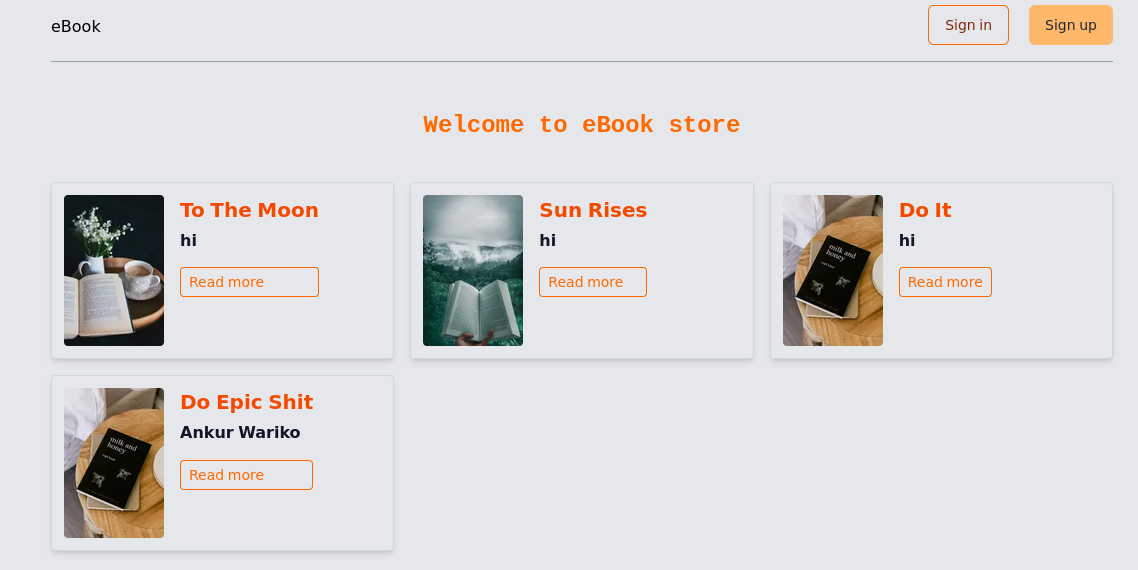 eBook
Sign in
Sign up
Welcome to eBook store
To The Moon
hi
Read more
Sun Rises
hi
Read more
milk and
honey
Do It
hi
Read more
milk and
honey
Do Epic Shit
Ankur Wariko
Read more